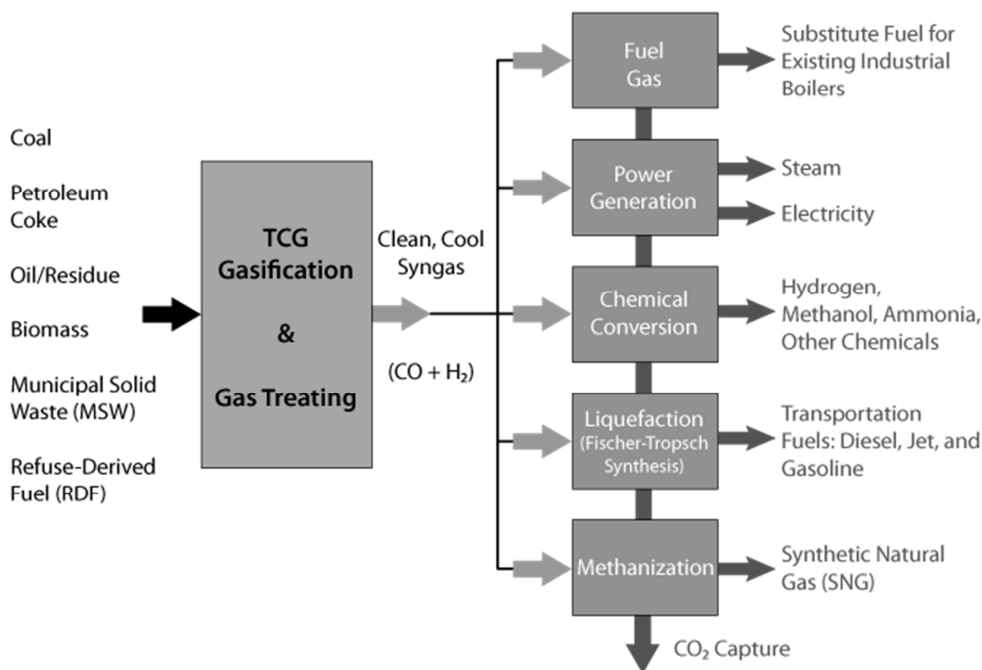 Coal
Petroleum
Coke
Oil/Residue
Biomass
Municipal Solid
Waste (MSW)
Refuse-Derived
Fuel (RDF)
TCG
Gasification
&
Gas Treating
Clean, Cool
Syngas
(CO + H₂)
Fuel
Gas
Substitute Fuel for
Existing Industrial
Boilers
Power
Generation
Steam
Electricity
Chemical
Conversion
Hydrogen,
Methanol, Ammonia,
Other Chemicals
Liquefaction
(Fischer-Tropsch
Synthesis)
Transportation
Fuels: Diesel, Jet, and
Gasoline
Methanization
Synthetic Natural
Gas (SNG)
CO₂ Capture